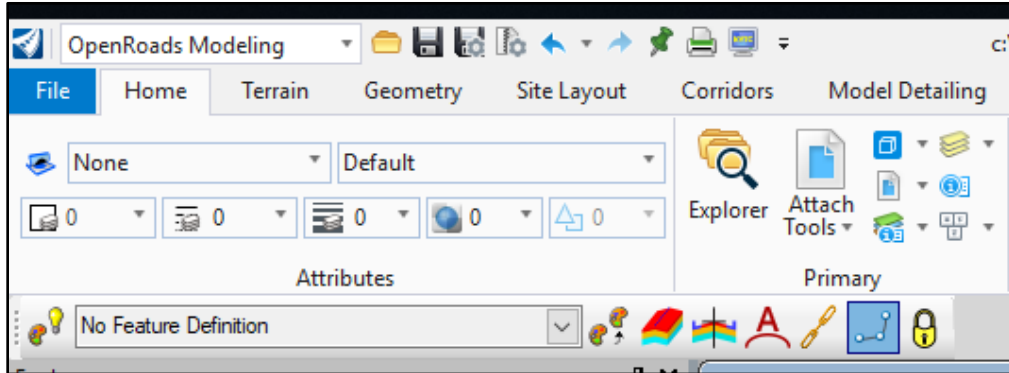 OpenRoads Modeling c:\
File Home Terrain Geometry Site Layout Corridors Model Detailing
None Default
0 0 0 0 0
Explorer Attach Tools
Attributes Primary
No Feature Definition
A